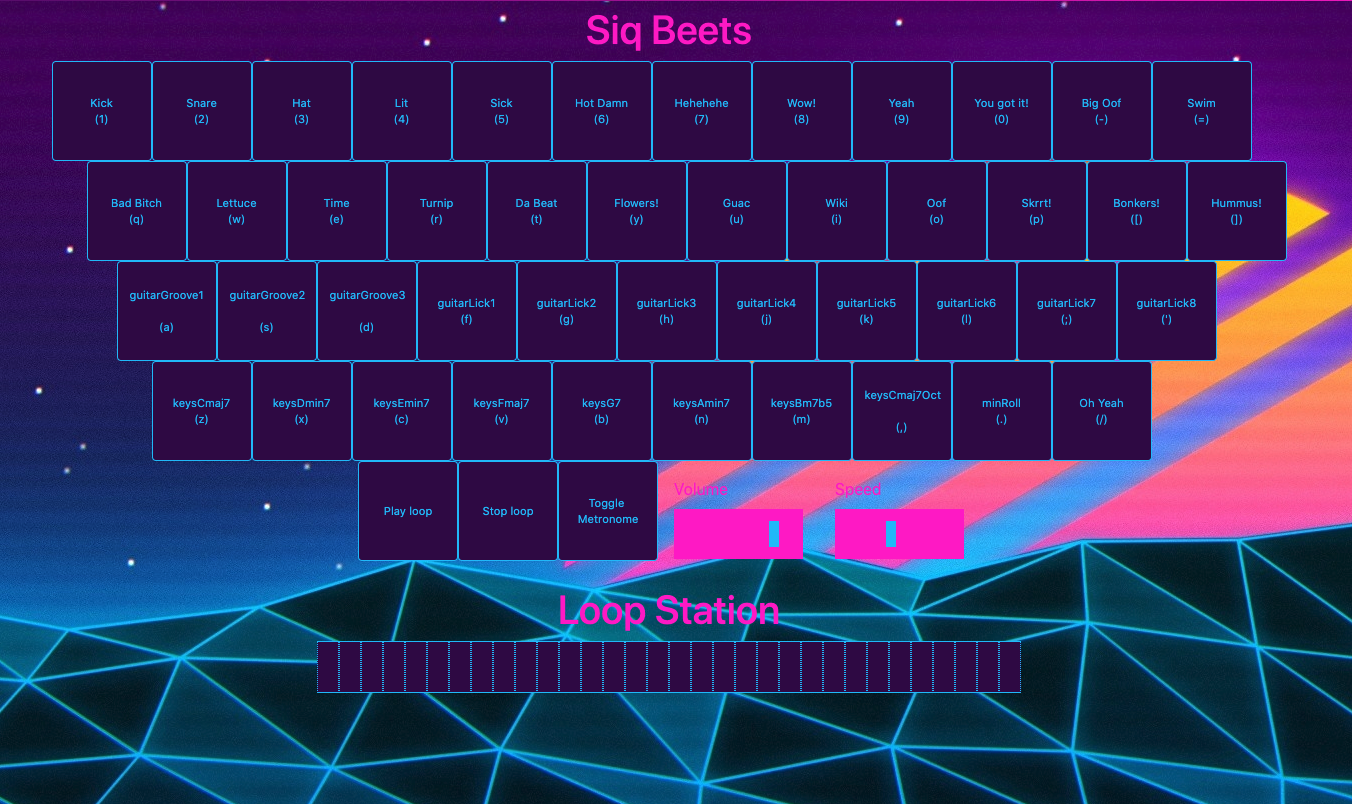 Siq Beets
Kick Snare Hat Lit Sick Hot Damn Hehehehe Wow! Yeah You got it! Big Oof Swim
(1) (2) (3) (4) (5) (6) (7) (8) (9) (0) (-) (=)
Bad Bitch Lettuce Time Turnip Da Beat Flowers! Guac Wiki Oof Skrrt! Bonkers! Hummus!
(q) (w) (e) (r) (t) (y) (u) (i) (o) (p) ([) (])
guitarGroove1 guitarGroove2 guitarGroove3 guitarLick1 guitarLick2 guitarLick3 guitarLick4 guitarLick5 guitarLick6 guitarLick7 guitarLick8
(a) (s) (d) (f) (g) (h) (j) (k) (l) (;) (')
keysCmaj7 keysDmin7 keysEmin7 keysFmaj7 keysG7 keysAmin7 keysBm7b5 keysCmaj7Oct minRoll Oh Yeah
(z) (x) (c) (v) (b) (n) (m) (,) (.) (/)
Play loop Stop loop Toggle
Metronome
Volume Speed
Loop Station